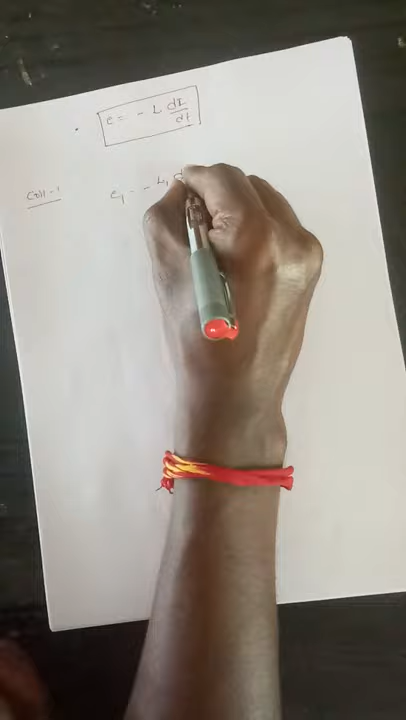 e = - L dI/dt
Coil-1 e₁ = - L₁ d